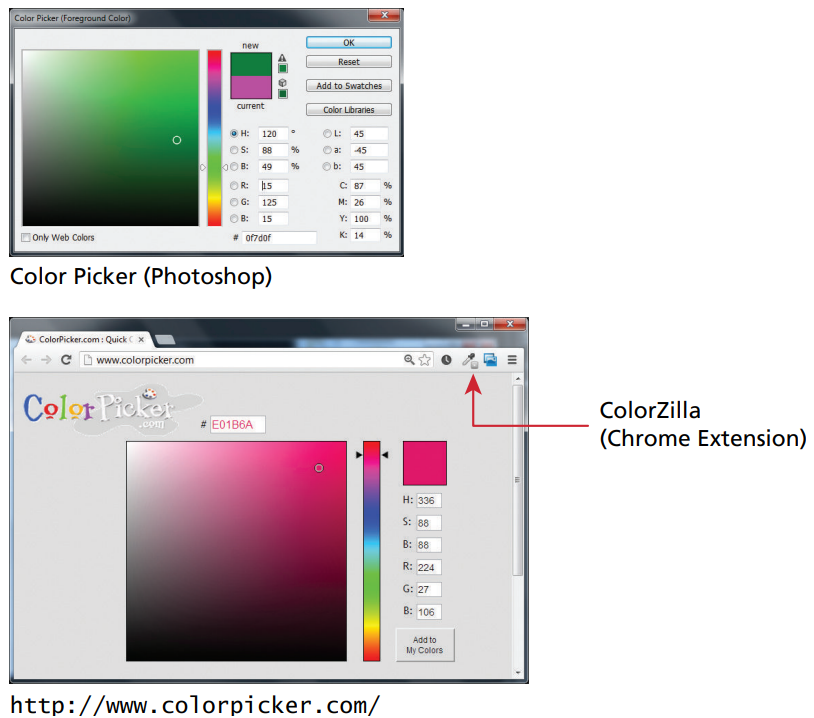 Color Picker (Foreground Color)
new
current
OK
Reset
Add to Swatches
Color Libraries
H: 120 °
S: 88 %
B: 49 %
R: 15
G: 125
B: 15
L: 45
a: -45
b: 45
C: 87 %
M: 26 %
Y: 100 %
K: 14 %
Only Web Colors
# 0f7d0f
Color Picker (Photoshop)
ColorPicker.com : Quick C
www.colorpicker.com
ColorPicker
.com
# E01B6A
H: 336
S: 88
B: 88
R: 224
G: 27
B: 106
Add to
My Colors
ColorZilla
(Chrome Extension)
http://www.colorpicker.com/